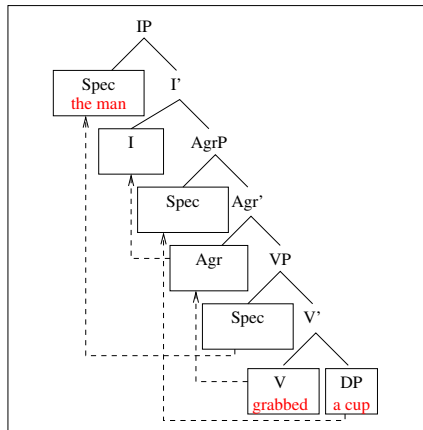 IP
Spec I'
the man
I AgrP
Spec Agr'
Agr VP
Spec V'
V DP
grabbed a cup